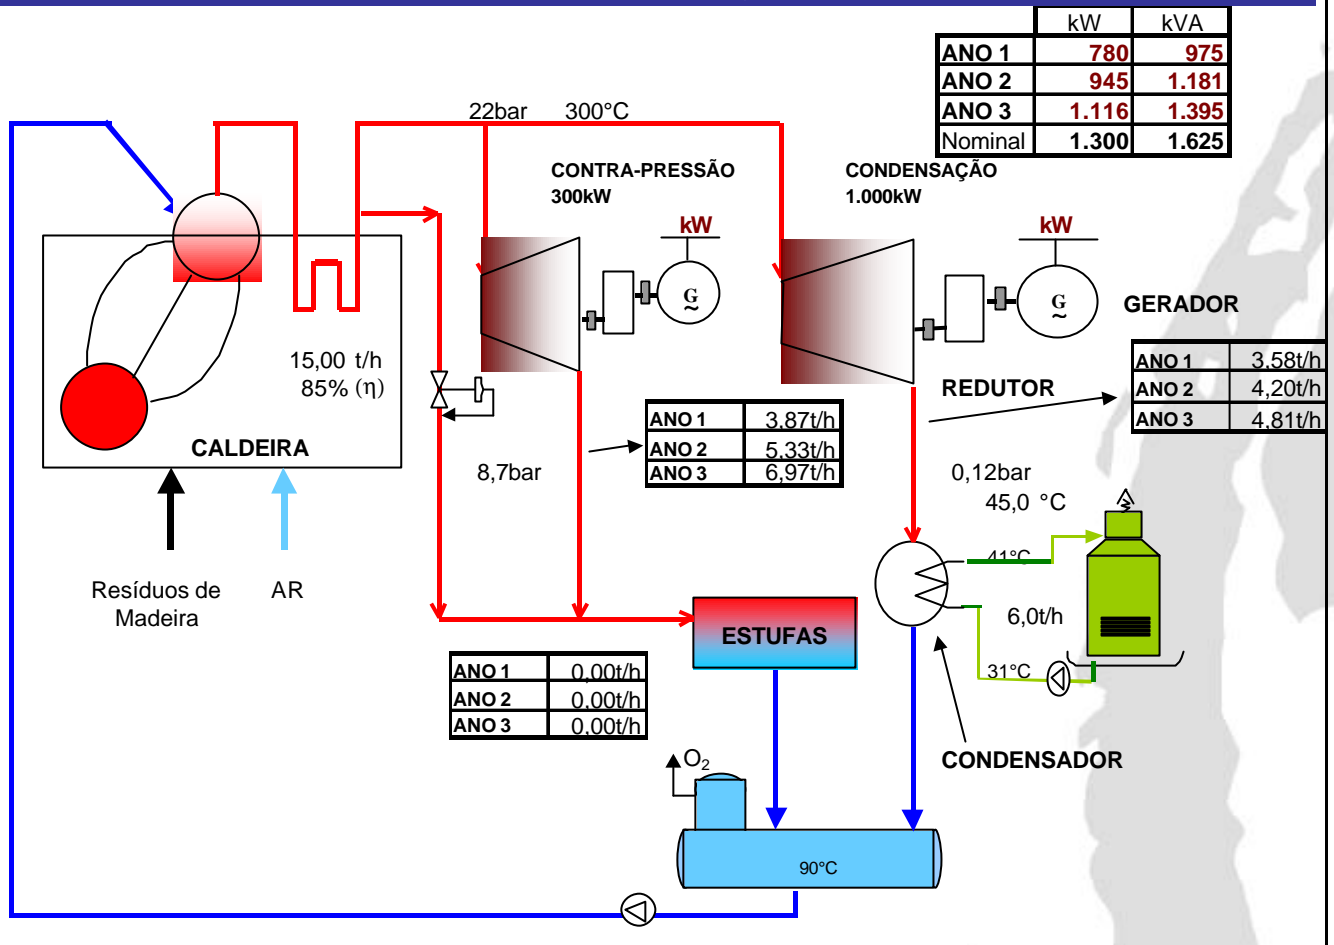 kW kVA
ANO 1 780 975
ANO 2 945 1.181
ANO 3 1.116 1.395
Nominal 1.300 1.625
22bar 300°C
CONTRA-PRESSÃO
300kW
CONDENSAÇÃO
1.000kW
kW
kW
G
~
G
~
GERADOR
15,00 t/h
85% (η)
CALDEIRA
REDUTOR
ANO 1 3.58t/h
ANO 2 4,20t/h
ANO 3 4,81t/h
ANO 1 3,87t/h
ANO 2 5,33t/h
ANO 3 6,97t/h
8,7bar
0,12bar
45,0 °C
41°C
Resíduos de
Madeira
AR
6,0t/h
ESTUFAS
31°C
ANO 1 0,00t/h
ANO 2 0,00t/h
ANO 3 0,00t/h
O₂
CONDENSADOR
90°C